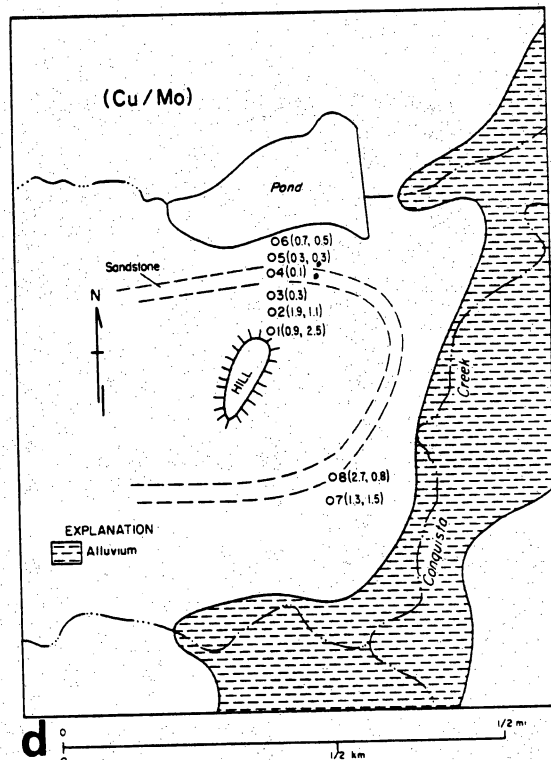 (Cu/Mo)
Pond
O6(0.7, 0.5)
O5(0.3, 0.3)
Sandstone
O4(0.1)
N
O3(0.3)
O2(1.9, 1.1)
O1(0.9, 2.5)
HILL
Creek
O8(2.7, 0.8)
O7(1.3, 1.5)
EXPLANATION
Alluvium
Conquista
d
0 1/2 mi
0 1/2 km